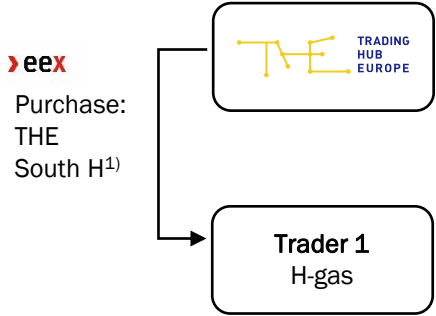 eex
Purchase:
THE
South H1)
TRADING
HUB
EUROPE
Trader 1
H-gas